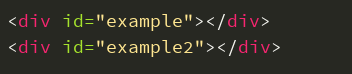 <div id="example"></div>
<div id="example2"></div>